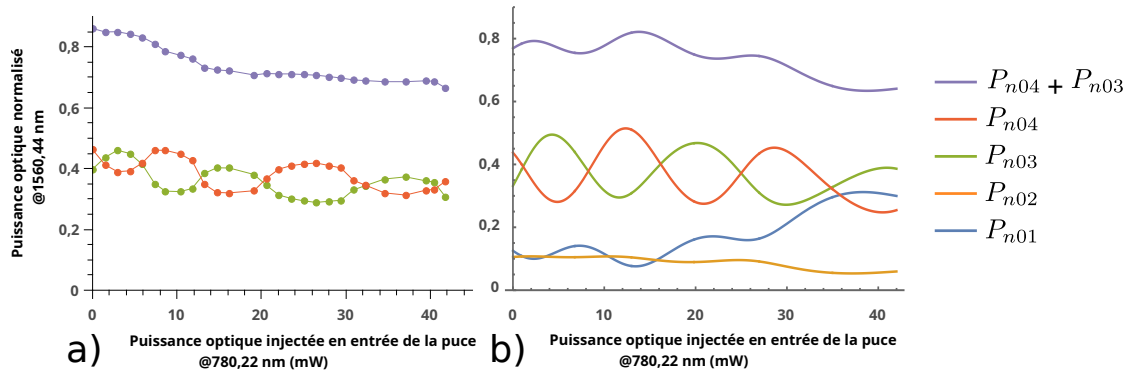 Puissance optique normalisé
@1560,44 nm
0,8
0,6
0,4
0,2
0
0 10 20 30 40
a)
Puissance optique injectée en entrée de la puce
@780,22 nm (mW)
0,8
0,6
0,4
0,2
0
0 10 20 30 40
b)
Puissance optique injectée en entrée de la puce
@780,22 nm (mW)
Pn04 + Pn03
Pn04
Pn03
Pn02
Pn01